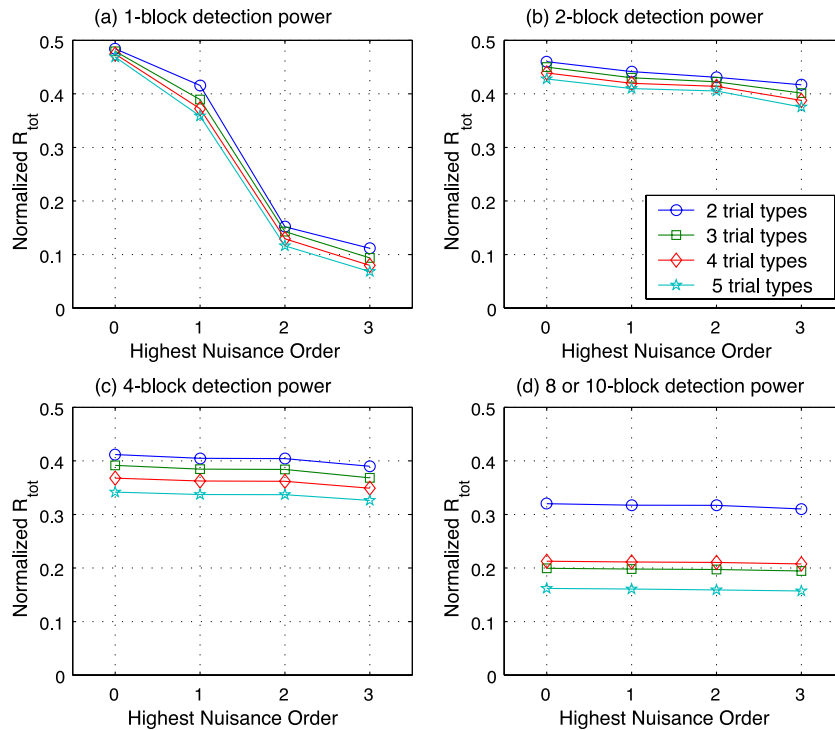 (a) 1-block detection power
0.5
0.4
0.3
0.2
0.1
0
Normalized R_tot
0 1 2 3
Highest Nuisance Order
(b) 2-block detection power
0.5
0.4
0.3
0.2
0.1
0
Normalized R_tot
2 trial types
3 trial types
4 trial types
5 trial types
0 1 2 3
Highest Nuisance Order
(c) 4-block detection power
0.5
0.4
0.3
0.2
0.1
0
Normalized R_tot
0 1 2 3
Highest Nuisance Order
(d) 8 or 10-block detection power
0.5
0.4
0.3
0.2
0.1
0
Normalized R_tot
0 1 2 3
Highest Nuisance Order